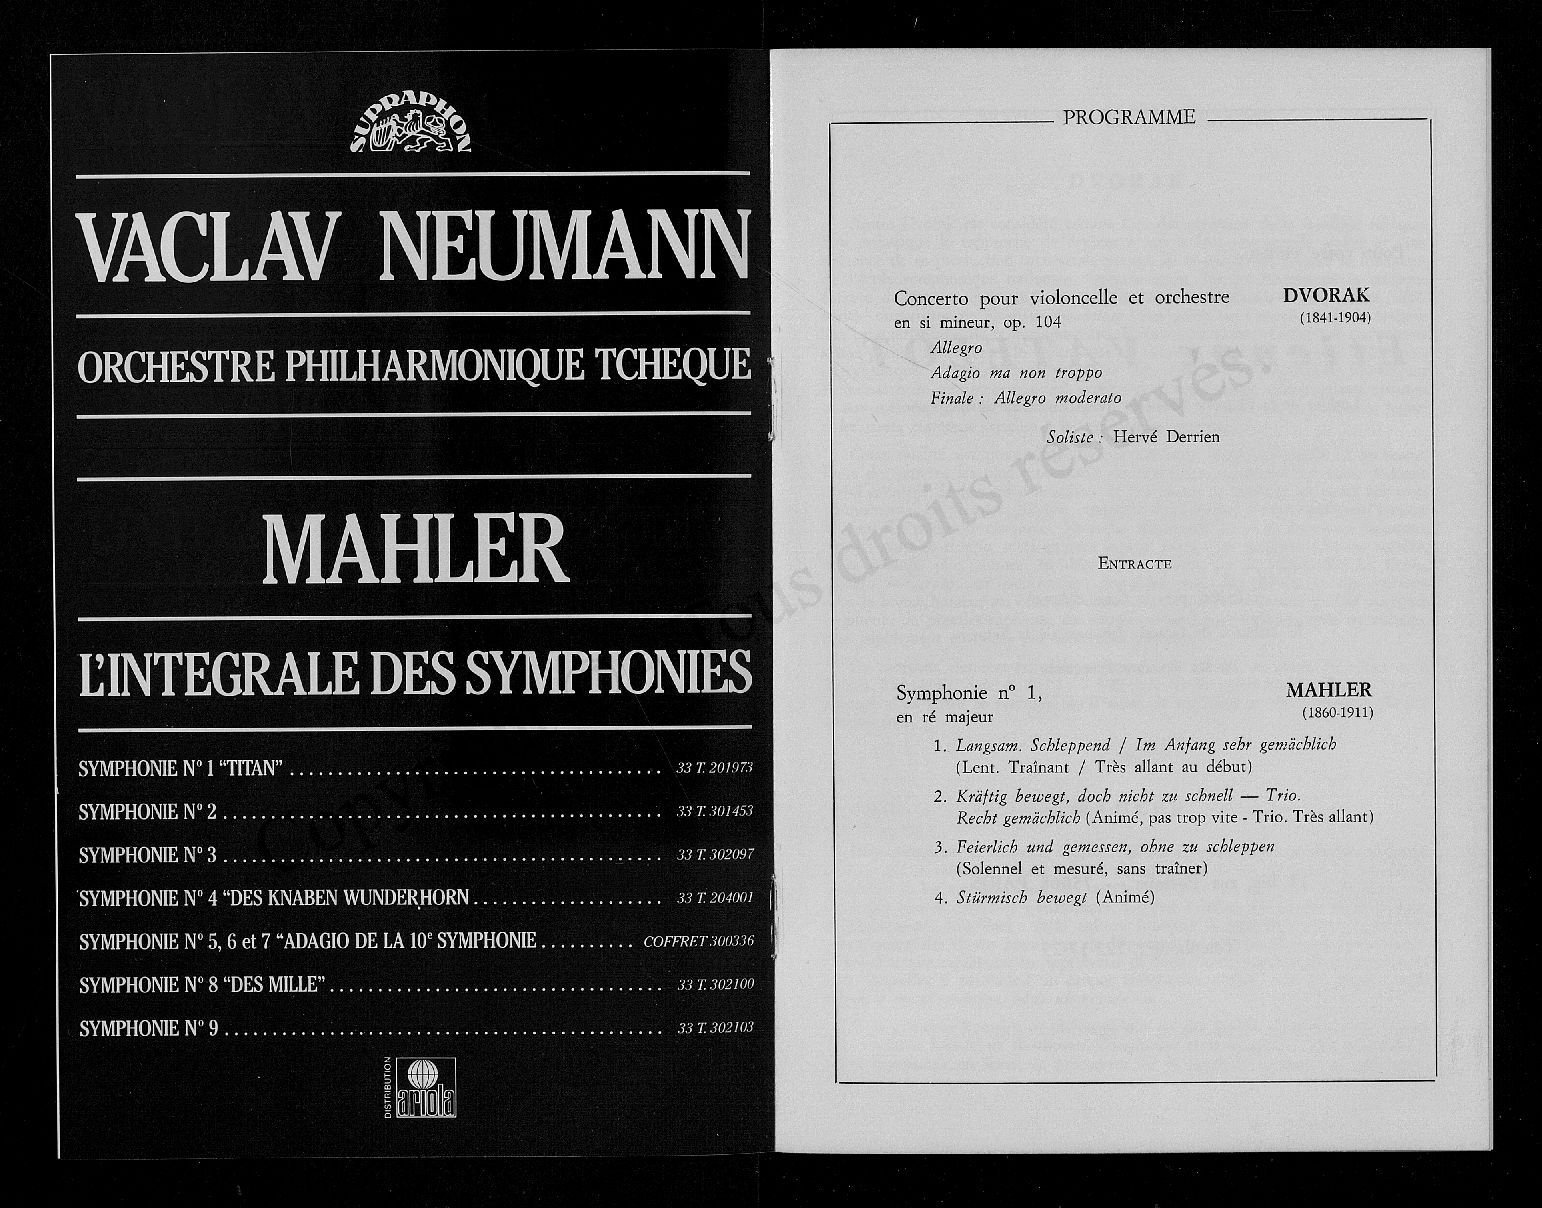 SUPRAPHON
VACLAV NEUMANN
ORCHESTRE PHILHARMONIQUE TCHEQUE
MAHLER
L'INTEGRALE DES SYMPHONIES
SYMPHONIE N° 1 “TITAN” ....................................... 33 T. 201973
SYMPHONIE N° 2 .............................................. 33 T. 301453
SYMPHONIE N° 3 .............................................. 33 T. 302097
SYMPHONIE N° 4 “DES KNABEN WUNDERHORN .................... 33 T. 204001
SYMPHONIE N° 5, 6 et 7 “ADAGIO DE LA 10e SYMPHONIE .......... COFFRET 300336
SYMPHONIE N° 8 “DES MILLE” ................................... 33 T. 302100
SYMPHONIE N° 9 .............................................. 33 T. 302103
DISTRIBUTION
ariola
PROGRAMME
Concerto pour violoncelle et orchestre DVORAK
en si mineur, op. 104 (1841-1904)
Allegro
Adagio ma non troppo
Finale : Allegro moderato
Soliste : Hervé Derrien
ENTRACTE
Symphonie n° 1, MAHLER
en ré majeur (1860-1911)
1. Langsam. Schleppend / Im Anfang sehr gemächlich
(Lent. Traînant / Très allant au début)
2. Kräftig bewegt, doch nicht zu schnell — Trio.
Recht gemächlich (Animé, pas trop vite - Trio. Très allant)
3. Feierlich und gemessen, ohne zu schleppen
(Solennel et mesuré, sans traîner)
4. Stürmisch bewegt (Animé)
tous droits réservés.